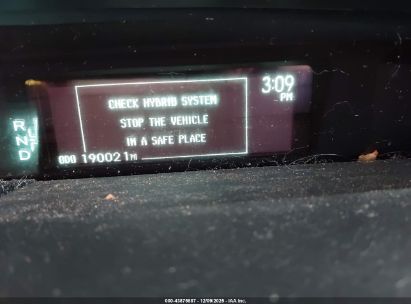 CHECK HYBRID SYSTEM
STOP THE VEHICLE
IN A SAFE PLACE
3:09
PM
R
N
D
ODO 190021mi